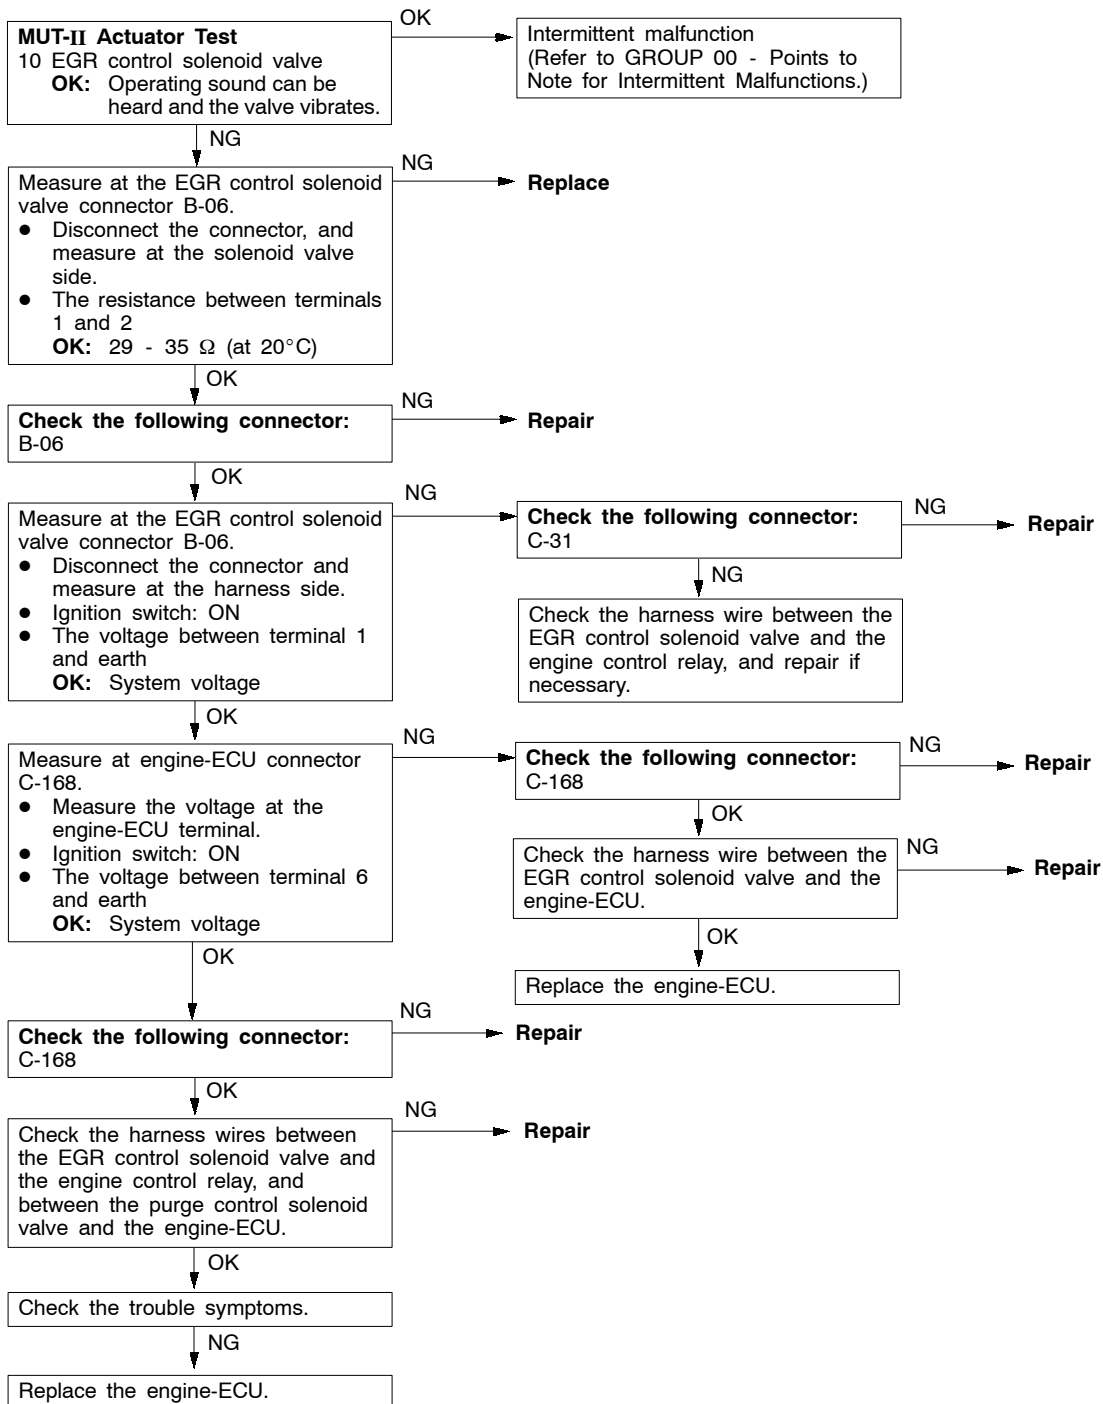 MUT-II Actuator Test
10 EGR control solenoid valve
OK: Operating sound can be
heard and the valve vibrates.
OK
Intermittent malfunction
(Refer to GROUP 00 - Points to
Note for Intermittent Malfunctions.)
NG
Measure at the EGR control solenoid
valve connector B-06.
● Disconnect the connector, and
measure at the solenoid valve
side.
● The resistance between terminals
1 and 2
OK: 29 - 35 Ω (at 20°C)
NG
Replace
OK
Check the following connector:
B-06
NG
Repair
OK
Measure at the EGR control solenoid
valve connector B-06.
● Disconnect the connector and
measure at the harness side.
● Ignition switch: ON
● The voltage between terminal 1
and earth
OK: System voltage
NG
Check the following connector:
C-31
NG
Repair
NG
Check the harness wire between the
EGR control solenoid valve and the
engine control relay, and repair if
necessary.
OK
Measure at engine-ECU connector
C-168.
● Measure the voltage at the
engine-ECU terminal.
● Ignition switch: ON
● The voltage between terminal 6
and earth
OK: System voltage
NG
Check the following connector:
C-168
NG
Repair
OK
Check the harness wire between the
EGR control solenoid valve and the
engine-ECU.
NG
Repair
OK
Replace the engine-ECU.
OK
Check the following connector:
C-168
NG
Repair
OK
Check the harness wires between
the EGR control solenoid valve and
the engine control relay, and
between the purge control solenoid
valve and the engine-ECU.
NG
Repair
OK
Check the trouble symptoms.
NG
Replace the engine-ECU.